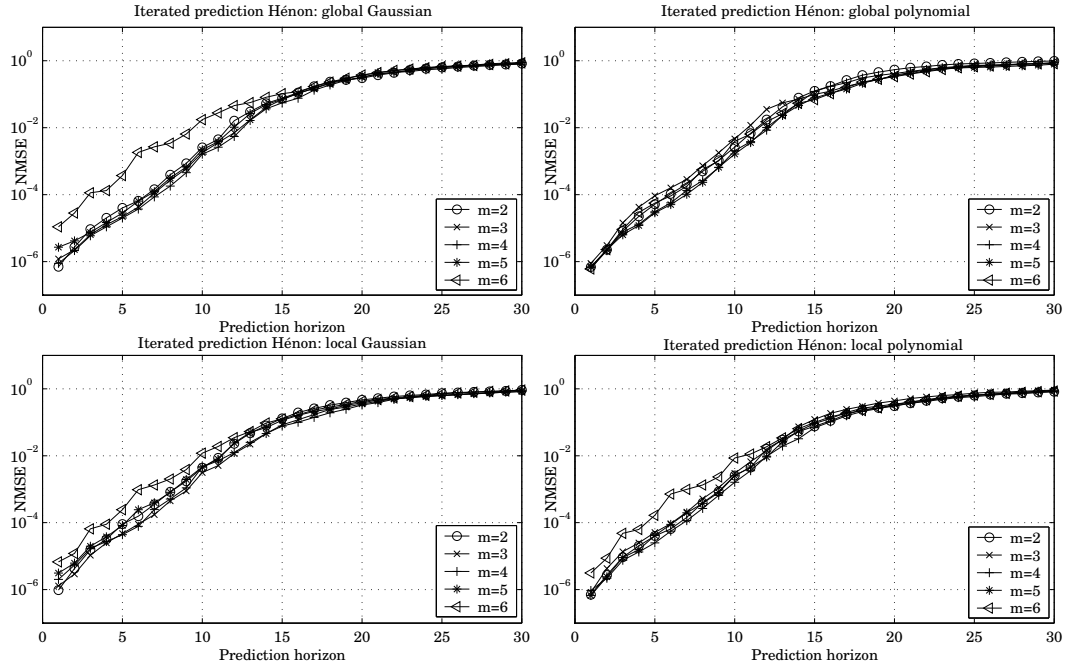 Iterated prediction Hénon: global Gaussian
NMSE
10^0
10^-2
10^-4
10^-6
0 5 10 15 20 25 30
Prediction horizon
m=2
m=3
m=4
m=5
m=6
Iterated prediction Hénon: global polynomial
NMSE
10^0
10^-2
10^-4
10^-6
0 5 10 15 20 25 30
Prediction horizon
m=2
m=3
m=4
m=5
m=6
Iterated prediction Hénon: local Gaussian
NMSE
10^0
10^-2
10^-4
10^-6
0 5 10 15 20 25 30
Prediction horizon
m=2
m=3
m=4
m=5
m=6
Iterated prediction Hénon: local polynomial
NMSE
10^0
10^-2
10^-4
10^-6
0 5 10 15 20 25 30
Prediction horizon
m=2
m=3
m=4
m=5
m=6